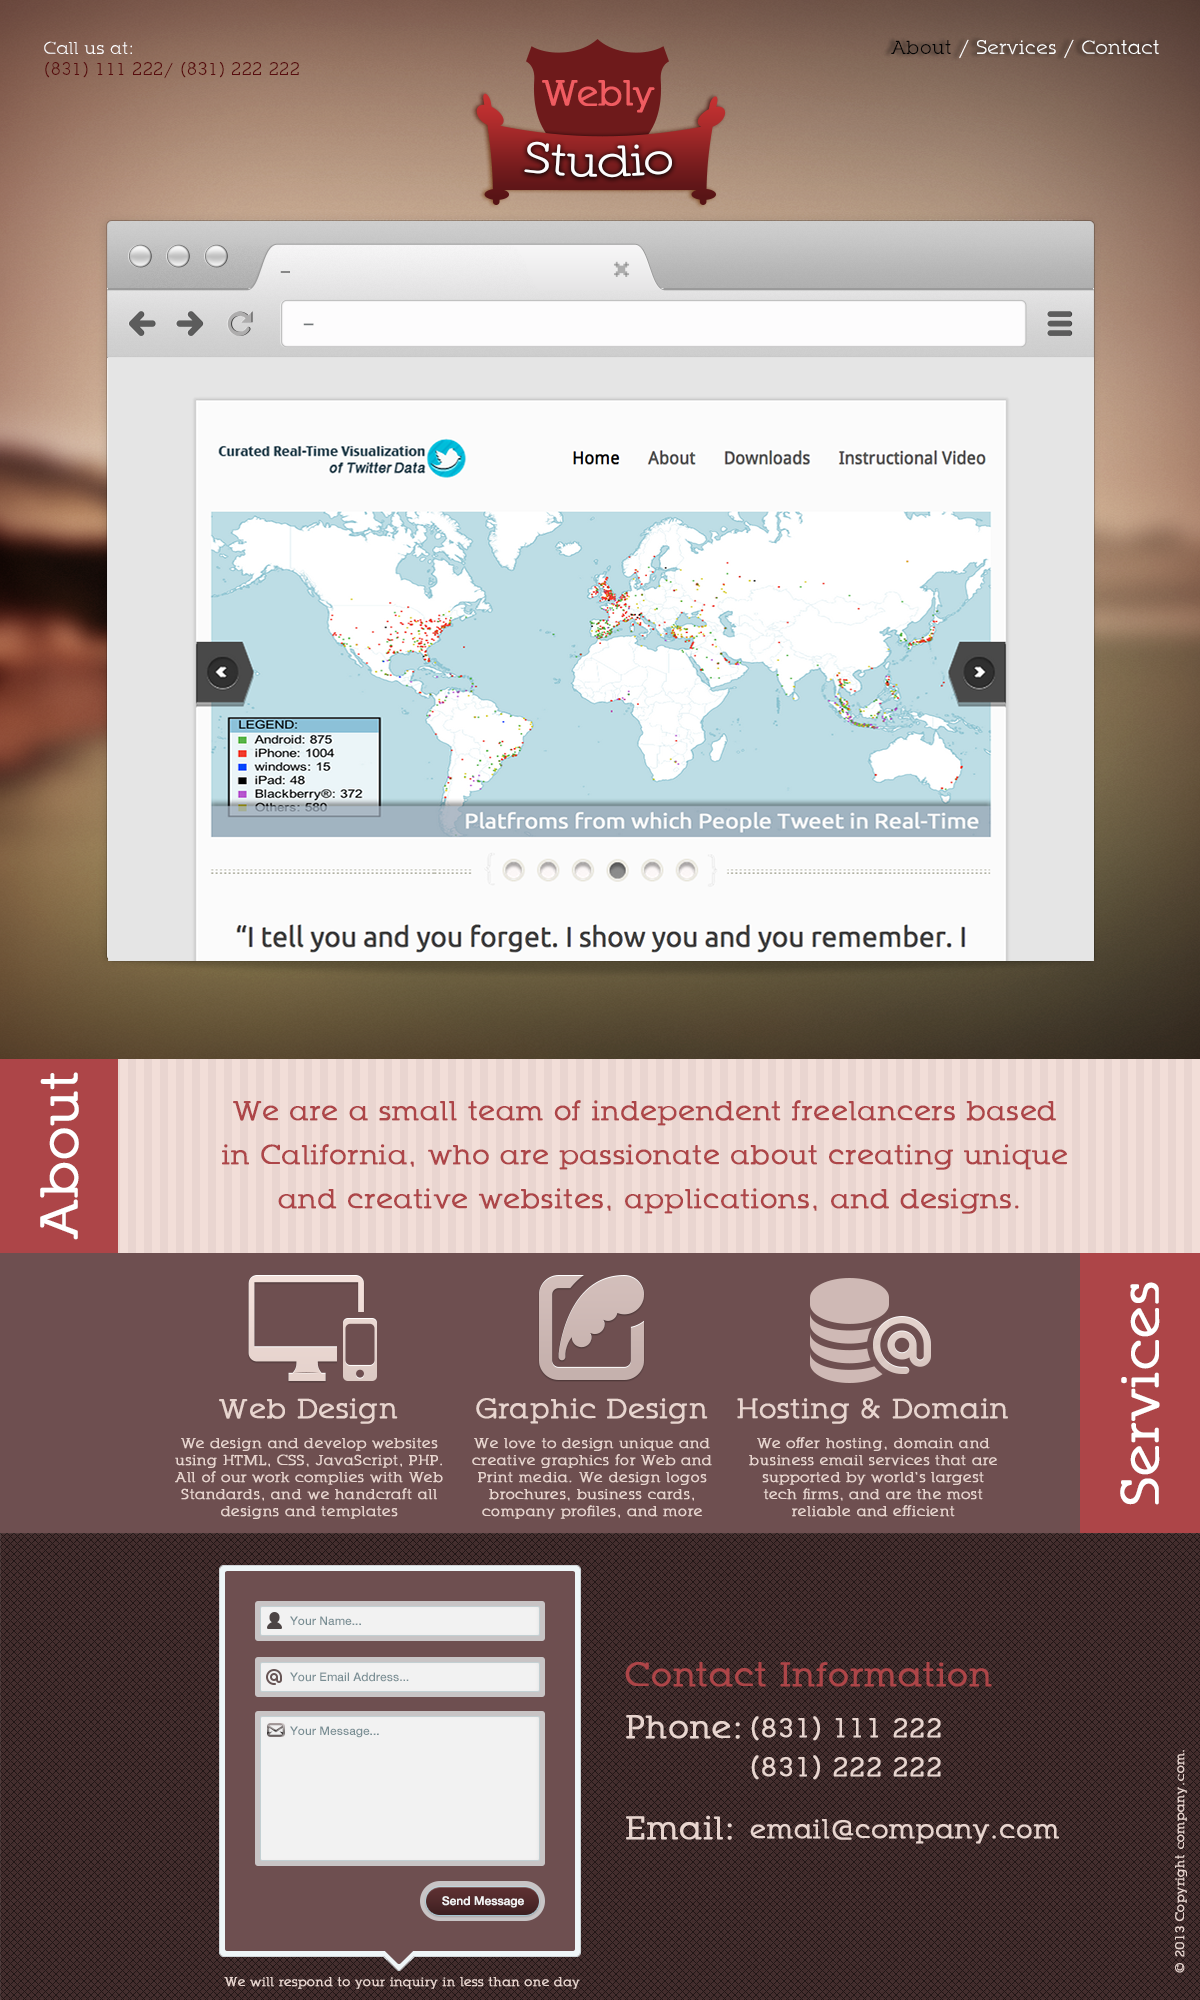 Call us at:
(831) 111 222/ (831) 222 222
About / Services / Contact
Webly
Studio
Curated Real-Time Visualization
of Twitter Data
Home About Downloads Instructional Video
LEGEND:
Android: 875
iPhone: 1004
windows: 15
iPad: 48
Blackberry®: 372
Others: 580
Platfroms from which People Tweet in Real-Time
“I tell you and you forget. I show you and you remember. I
About
We are a small team of independent freelancers based
in California, who are passionate about creating unique
and creative websites, applications, and designs.
Services
Web Design
We design and develop websites
using HTML, CSS, JavaScript, PHP.
All of our work complies with Web
Standards, and we handcraft all
designs and templates
Graphic Design
We love to design unique and
creative graphics for Web and
Print media. We design logos
brochures, business cards,
company profiles, and more
Hosting & Domain
We offer hosting, domain and
business email services that are
supported by world's largest
tech firms, and are the most
reliable and efficient
Your Name...
Your Email Address...
Your Message...
Send Message
We will respond to your inquiry in less than one day
Contact Information
Phone: (831) 111 222
(831) 222 222
Email: email@company.com
© 2013 Copyright company.com.